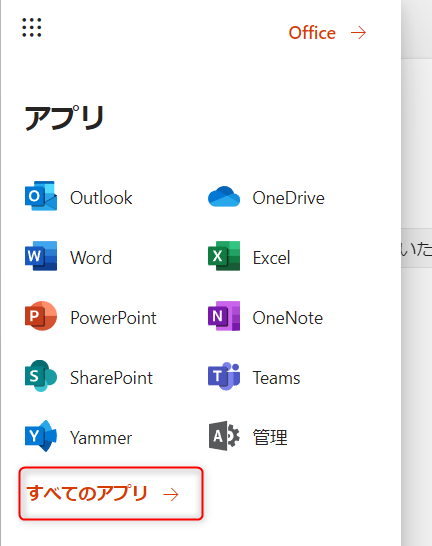 Office →
アプリ
Outlook OneDrive
Word Excel
PowerPoint OneNote
SharePoint Teams
Yammer 管理
すべてのアプリ →
いた